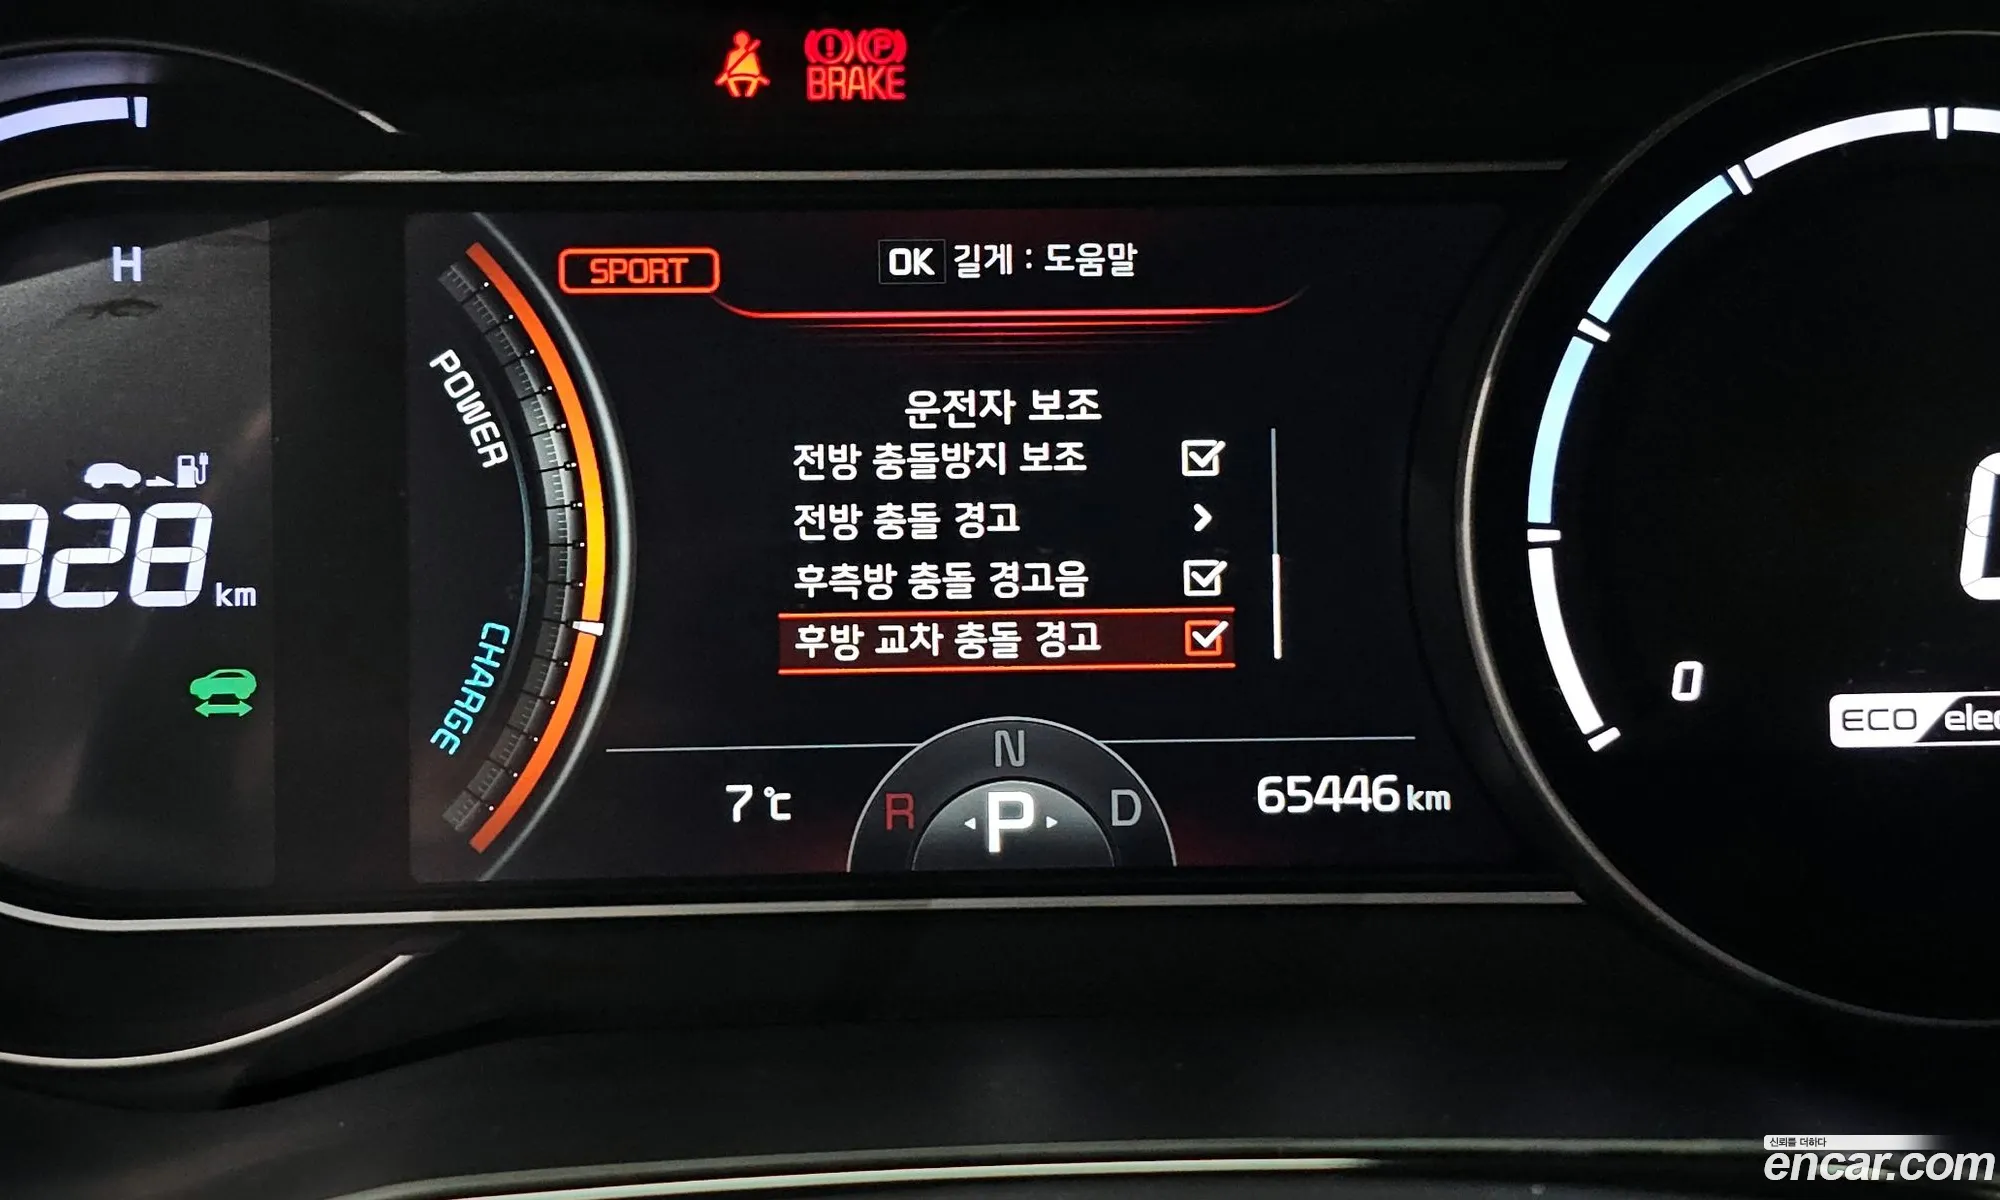 BRAKE
H
SPORT
OK 길게 : 도움말
POWER
운전자 보조
전방 충돌방지 보조
전방 충돌 경고
후측방 충돌 경고음
후방 교차 충돌 경고
328 km
CHARGE
0
ECO
N
R P D
7℃
65446 km
신뢰를 더하다
encar.com